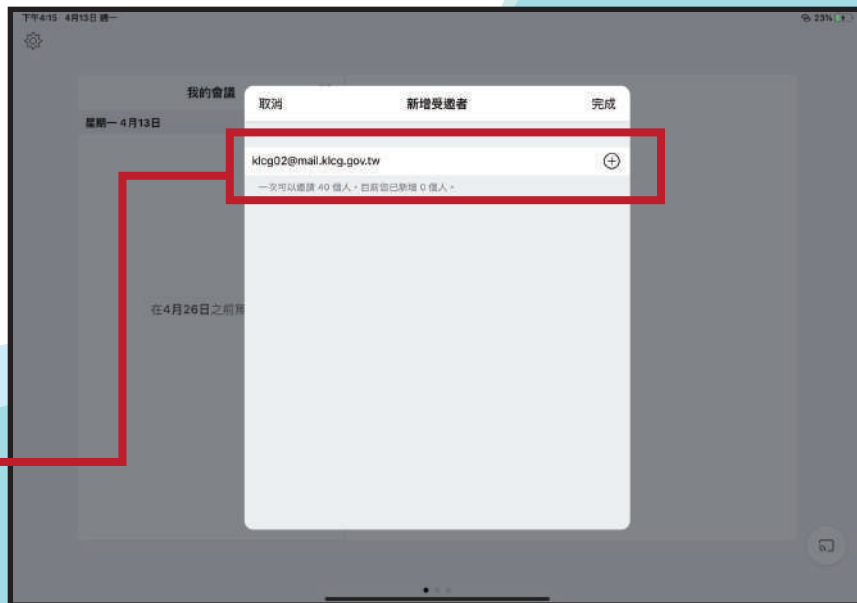 下午4:15 4月13日 週一
23%
我的會議
星期一 4月13日
取消
新增受邀者
完成
klcg02@mail.klcg.gov.tw
一次可以邀請 40 個人。目前您已新增 0 個人。
在4月26日之前